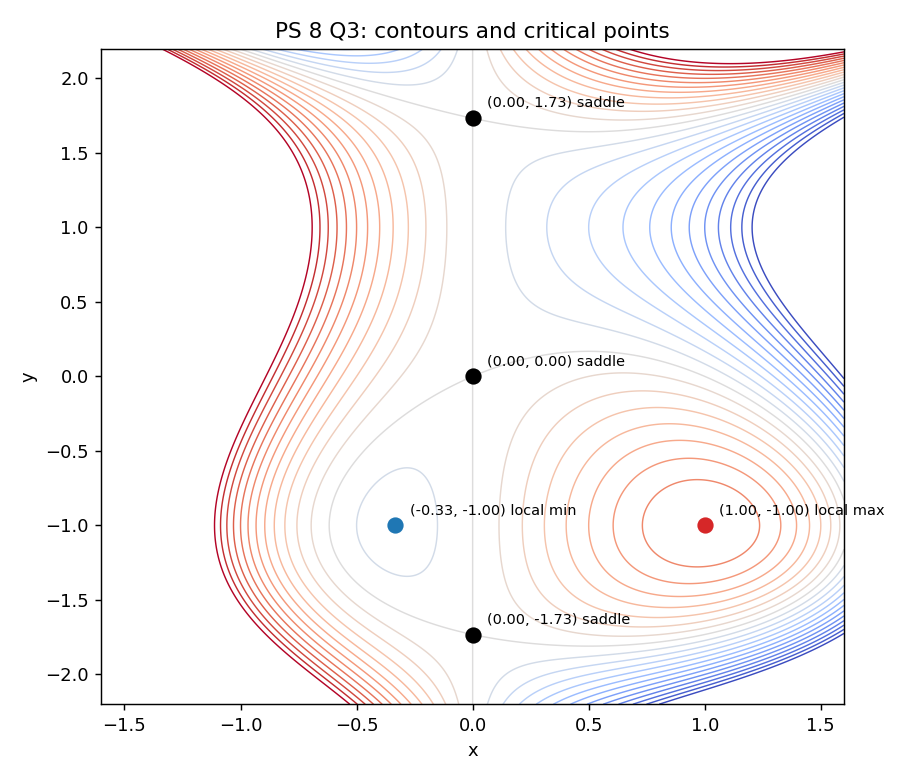 PS 8 Q3: contours and critical points
y
2.0
1.5
1.0
0.5
0.0
−0.5
−1.0
−1.5
−2.0
(0.00, 1.73) saddle
(0.00, 0.00) saddle
(-0.33, -1.00) local min
(1.00, -1.00) local max
(0.00, -1.73) saddle
−1.5 −1.0 −0.5 0.0 0.5 1.0 1.5
x